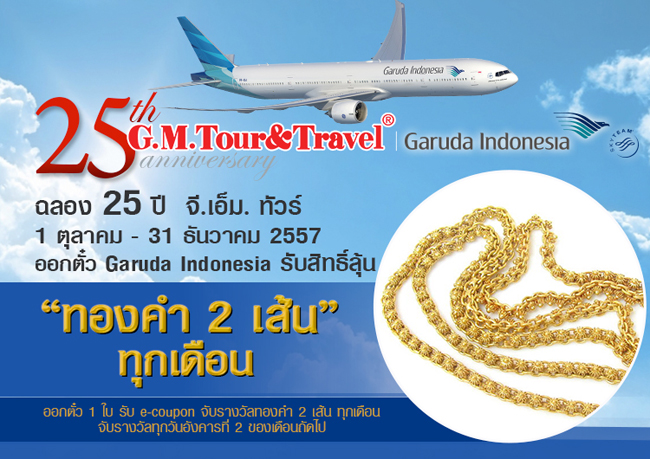 Garuda Indonesia
25th G.M.Tour&Travel®
anniversary
Garuda Indonesia
SKYTEAM
ฉลอง 25 ปี จี.เอ็ม. ทัวร์
1 ตุลาคม - 31 ธันวาคม 2557
ออกตั๋ว Garuda Indonesia รับสิทธิ์ลุ้น
“ทองคำ 2 เส้น”
ทุกเดือน
ออกตั๋ว 1 ใบ รับ e-coupon จับรางวัลทองคำ 2 เส้น ทุกเดือน
จับรางวัลทุกวันอังคารที่ 2 ของเดือนถัดไป